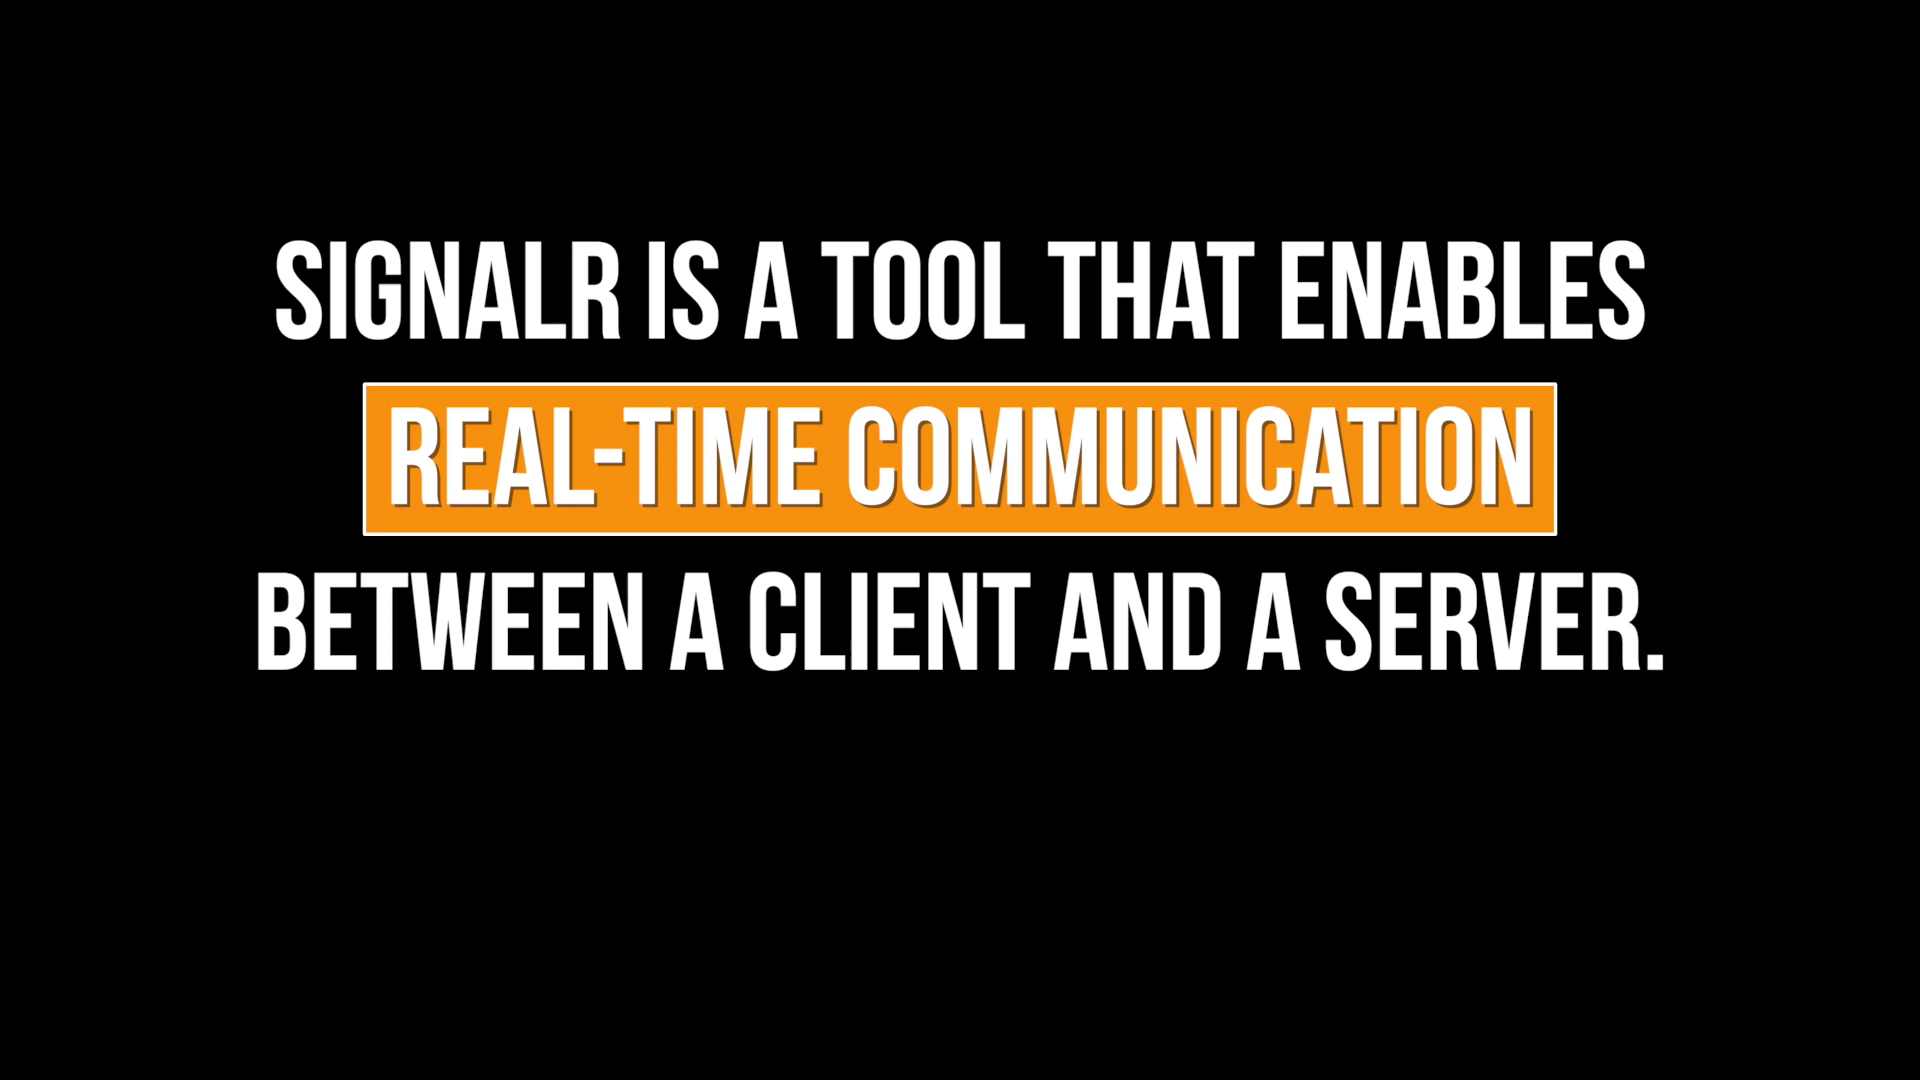 SIGNALR IS A TOOL THAT ENABLES
REAL-TIME COMMUNICATION
BETWEEN A CLIENT AND A SERVER.